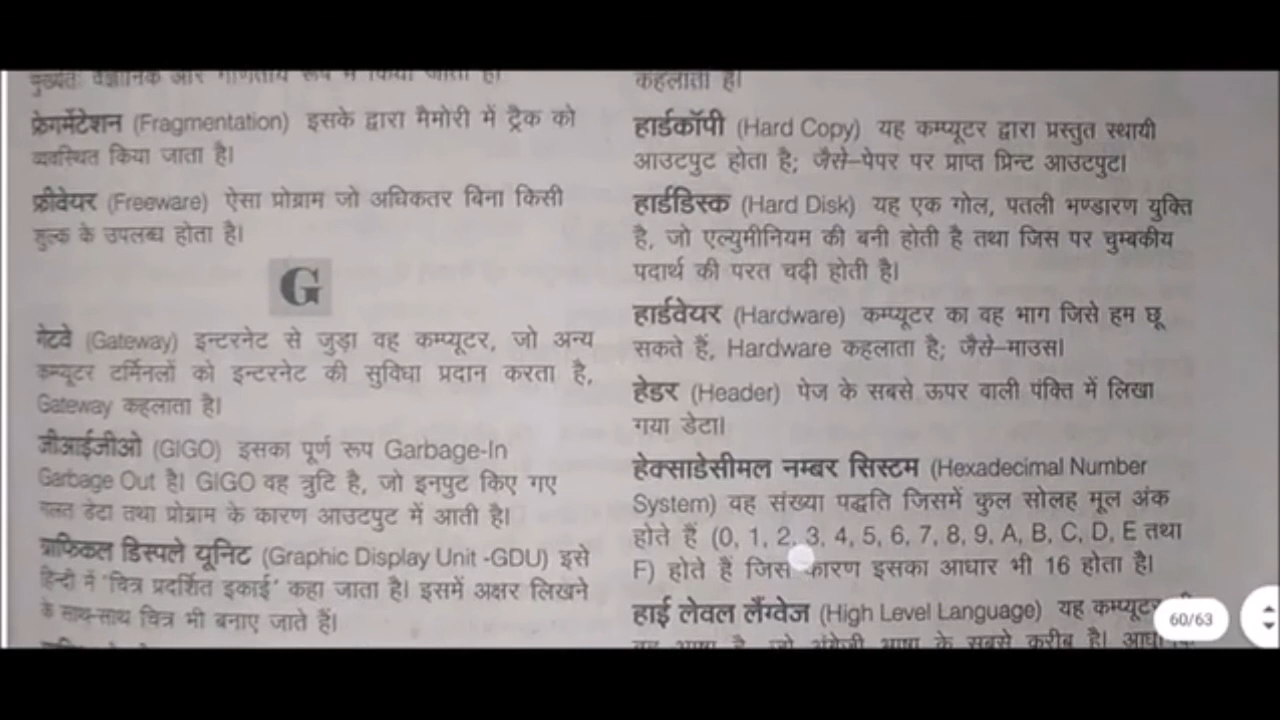 मुख्यतः वैज्ञानिक और गणितीय रूप में किया जाता है।
फ्रेगमेंटेशन (Fragmentation) इसके द्वारा मैमोरी में ट्रैक को
व्यवस्थित किया जाता है।
फ्रीवेयर (Freeware) ऐसा प्रोग्राम जो अधिकतर बिना किसी
शुल्क के उपलब्ध होता है।
G
गेटवे (Gateway) इन्टरनेट से जुड़ा वह कम्प्यूटर, जो अन्य
कम्प्यूटर टर्मिनलों को इन्टरनेट की सुविधा प्रदान करता है,
Gateway कहलाता है।
जीआईजीओ (GIGO) इसका पूर्ण रूप Garbage-In
Garbage Out है। GIGO वह त्रुटि है, जो इनपुट किए गए
गलत डेटा तथा प्रोग्राम के कारण आउटपुट में आती है।
ग्राफिकल डिस्पले यूनिट (Graphic Display Unit -GDU) इसे
हिन्दी में 'चित्र प्रदर्शित इकाई' कहा जाता है। इसमें अक्षर लिखने
के साथ-साथ चित्र भी बनाए जाते हैं।
कहलाता है।
हार्डकॉपी (Hard Copy) यह कम्प्यूटर द्वारा प्रस्तुत स्थायी
आउटपुट होता है; जैसे–पेपर पर प्राप्त प्रिन्ट आउटपुट।
हार्डडिस्क (Hard Disk) यह एक गोल, पतली भण्डारण युक्ति
है, जो एल्युमीनियम की बनी होती है तथा जिस पर चुम्बकीय
पदार्थ की परत चढ़ी होती है।
हार्डवेयर (Hardware) कम्प्यूटर का वह भाग जिसे हम छू
सकते हैं, Hardware कहलाता है; जैसे–माउस।
हेडर (Header) पेज के सबसे ऊपर वाली पंक्ति में लिखा
गया डेटा।
हेक्साडेसीमल नम्बर सिस्टम (Hexadecimal Number
System) वह संख्या पद्धति जिसमें कुल सोलह मूल अंक
होते हैं (0, 1, 2, 3, 4, 5, 6, 7, 8, 9, A, B, C, D, E तथा
F) होते हैं जिस कारण इसका आधार भी 16 होता है।
हाई लेवल लैंग्वेज (High Level Language) यह कम्प्यूटर
भाषा है, जो अंग्रेजी भाषा के सबसे करीब है।
60/63